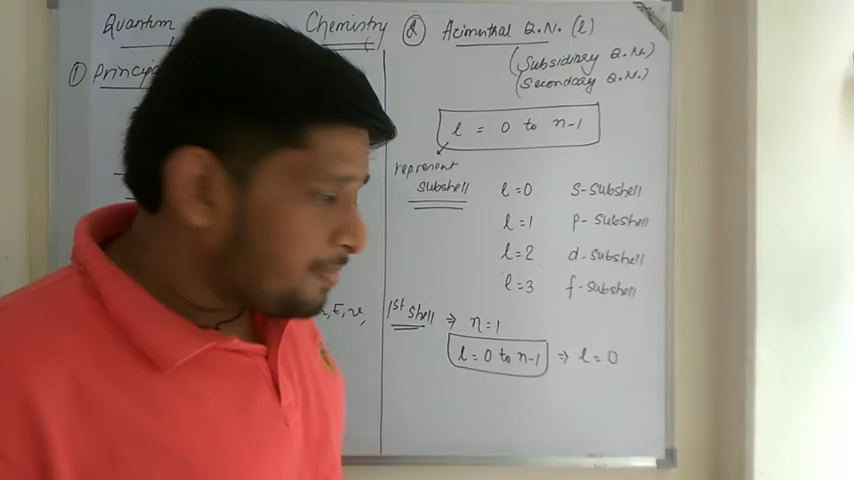 Quantum Chemistry
① Princip
r, E, v,
② Azimuthal Q.N. (l)
(Subsidiary Q.N.)
(Secondary Q.N.)
l = 0 to n-1
represent
subshell
l=0 s-subshell
l=1 p-subshell
l=2 d-subshell
l=3 f-subshell
1st shell ⇒ n=1
l=0 to n-1 ⇒ l=0